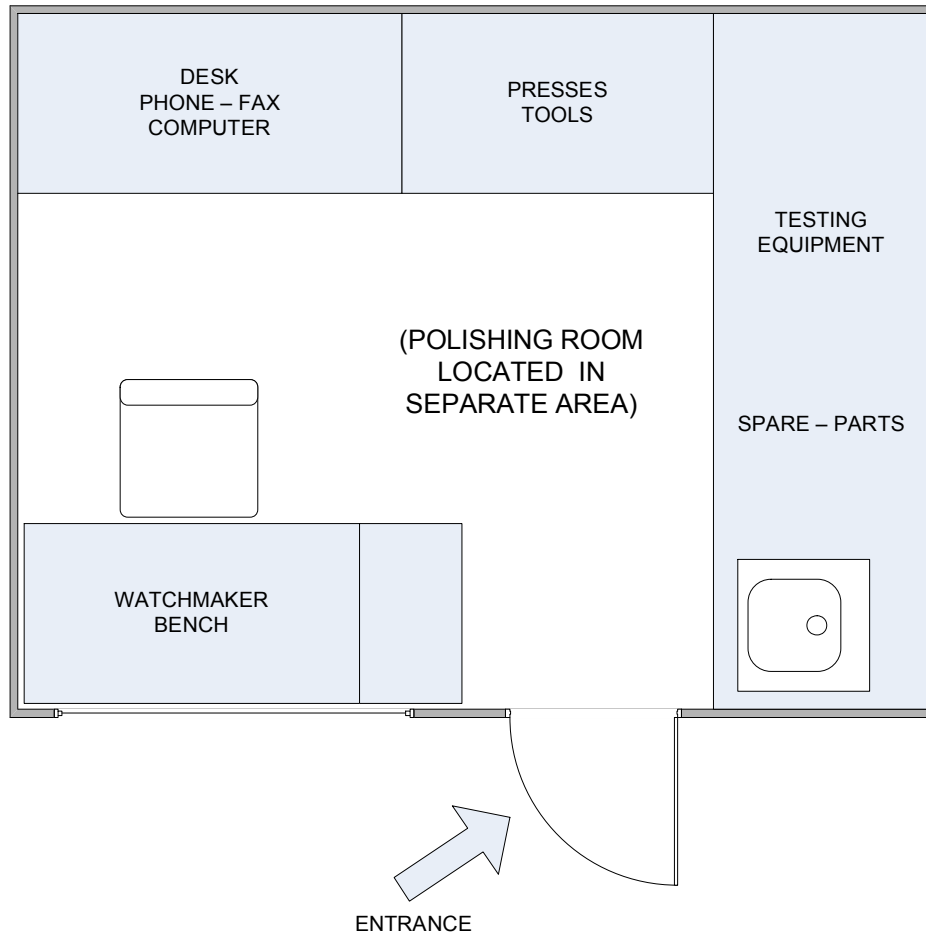 DESK
PHONE – FAX
COMPUTER
PRESSES
TOOLS
TESTING
EQUIPMENT
(POLISHING ROOM
LOCATED IN
SEPARATE AREA)
SPARE – PARTS
WATCHMAKER
BENCH
ENTRANCE